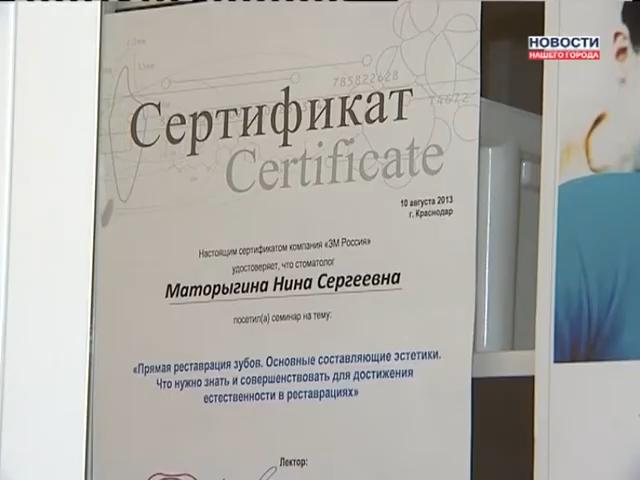 НОВОСТИ
НАШЕГО ГОРОДА
785822628
74622
Сертификат
Certificate
10 августа 2013
г. Краснодар
Настоящим сертификатом компания «3М Россия»
удостоверяет, что стоматолог
Маторыгина Нина Сергеевна
посетил(а) семинар на тему:
«Прямая реставрация зубов. Основные составляющие эстетики.
Что нужно знать и совершенствовать для достижения
естественности в реставрациях»
Лектор: